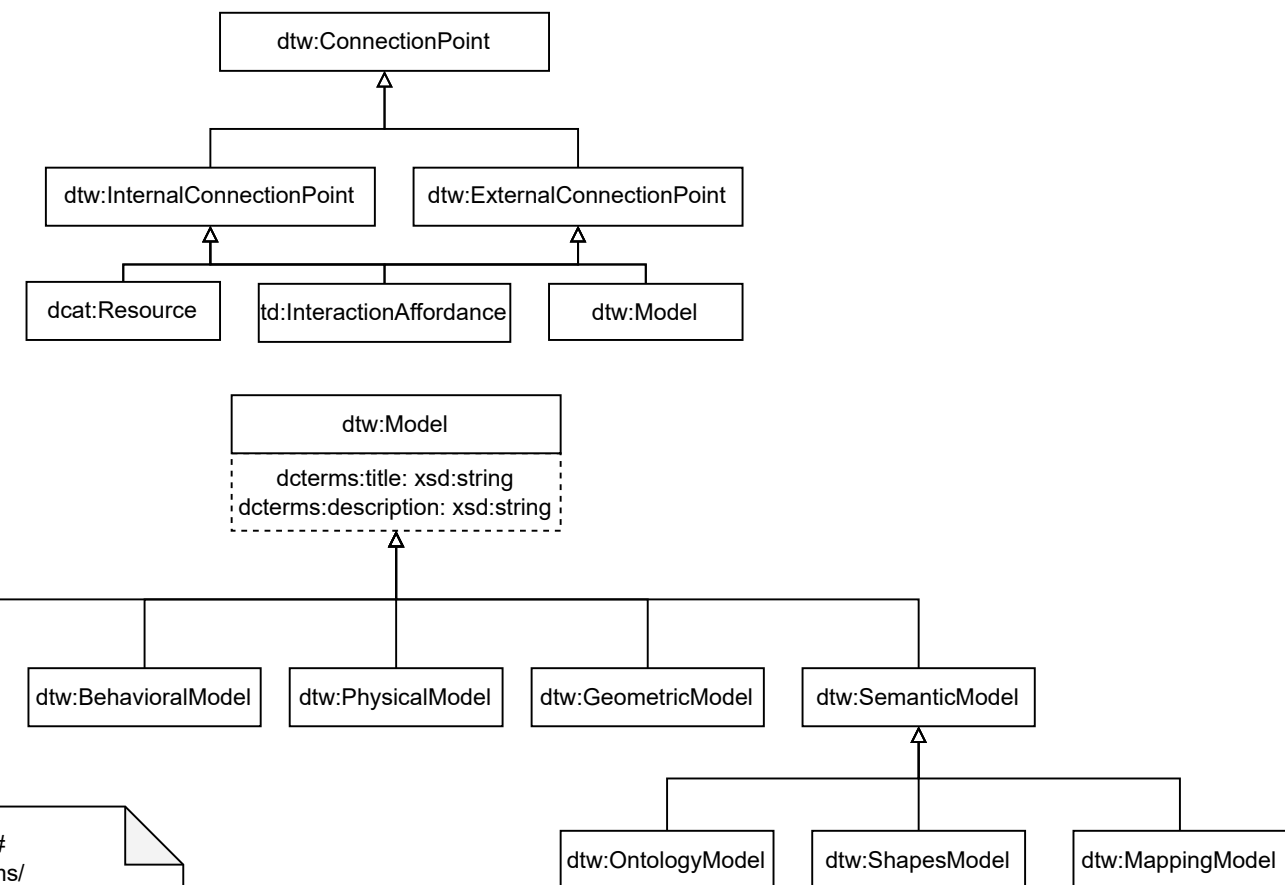 dtw:ConnectionPoint
dtw:InternalConnectionPoint
dtw:ExternalConnectionPoint
dcat:Resource
td:InteractionAffordance
dtw:Model
dtw:Model
dcterms:title: xsd:string
dcterms:description: xsd:string
dtw:BehavioralModel
dtw:PhysicalModel
dtw:GeometricModel
dtw:SemanticModel
#
ns/
dtw:OntologyModel
dtw:ShapesModel
dtw:MappingModel